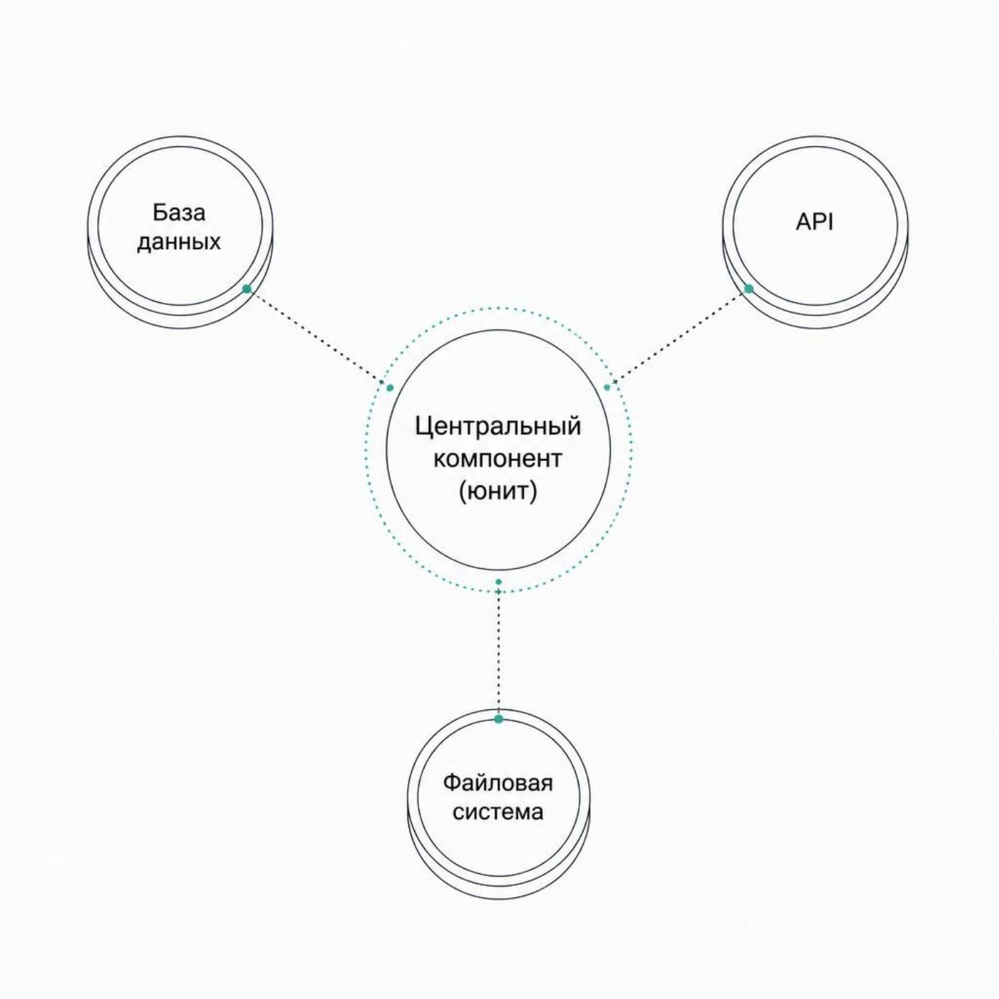 База
данных
API
Центральный
компонент
(юнит)
Файловая
система